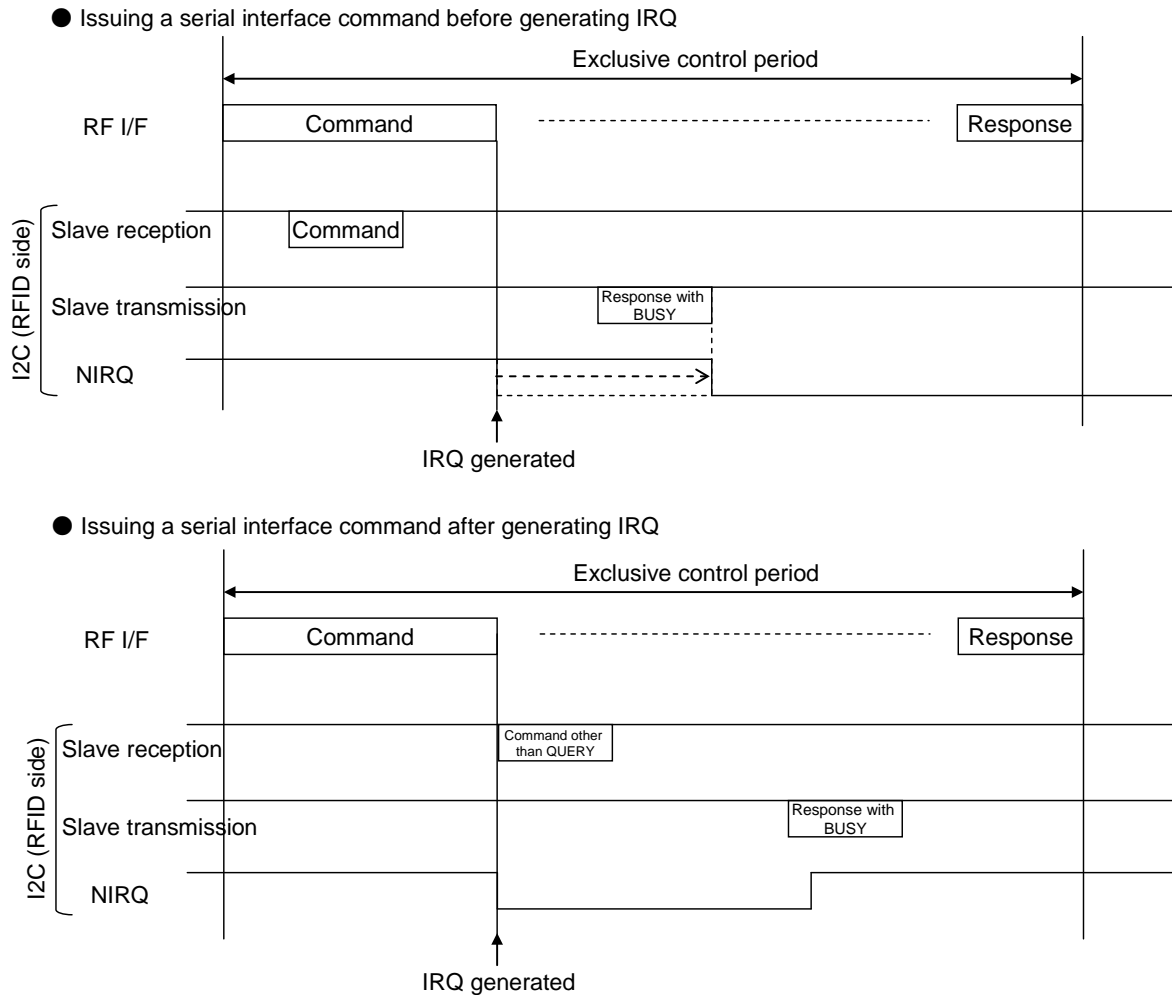 ● Issuing a serial interface command before generating IRQ
Exclusive control period
RF I/F
Command
Response
I2C (RFID side)
Slave reception
Command
Slave transmission
Response with
BUSY
NIRQ
IRQ generated
● Issuing a serial interface command after generating IRQ
Exclusive control period
RF I/F
Command
Response
I2C (RFID side)
Slave reception
Command other
than QUERY
Slave transmission
Response with
BUSY
NIRQ
IRQ generated